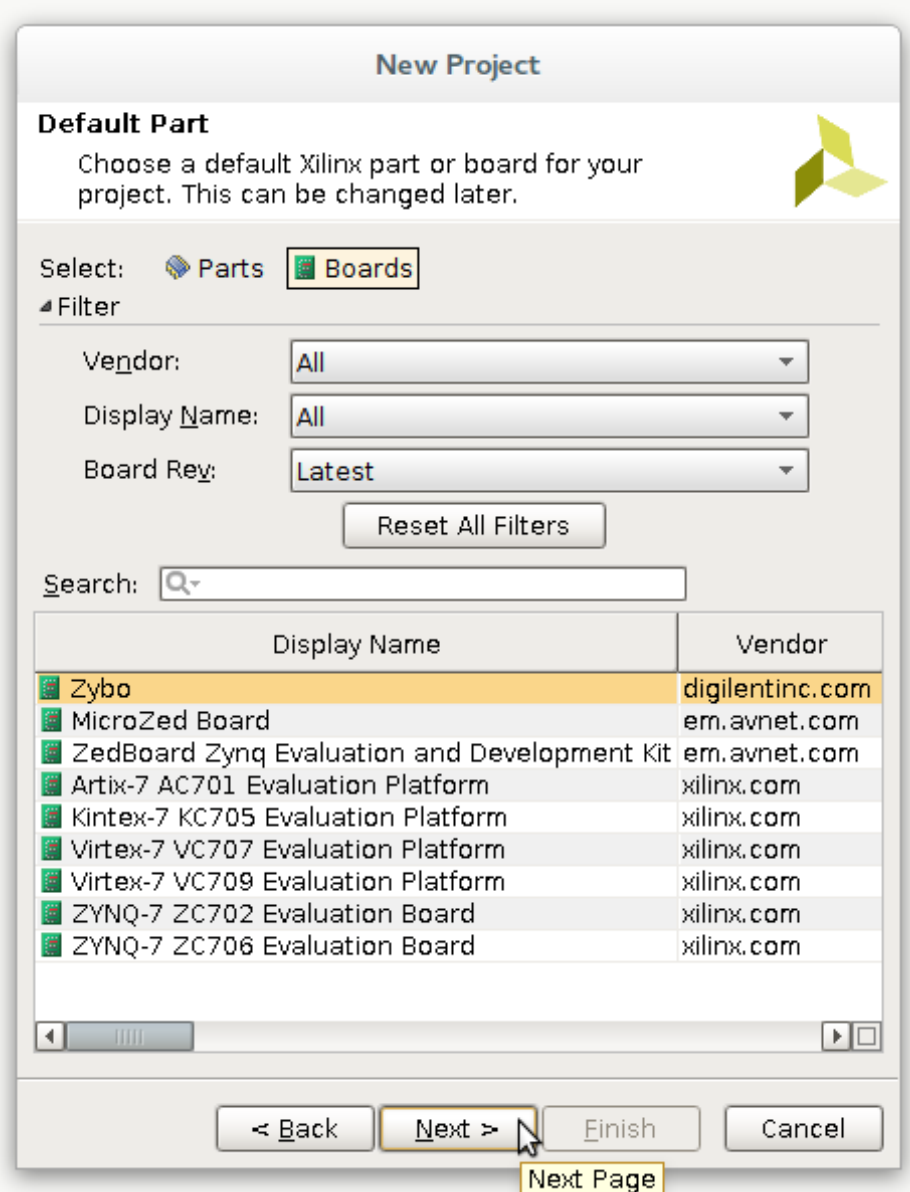 New Project
Default Part
Choose a default Xilinx part or board for your
project. This can be changed later.
Select: Parts Boards
Filter
Vendor: All
Display Name: All
Board Rev: Latest
Reset All Filters
Search:
Display Name Vendor
Zybo digilentinc.com
MicroZed Board em.avnet.com
ZedBoard Zynq Evaluation and Development Kit em.avnet.com
Artix-7 AC701 Evaluation Platform xilinx.com
Kintex-7 KC705 Evaluation Platform xilinx.com
Virtex-7 VC707 Evaluation Platform xilinx.com
Virtex-7 VC709 Evaluation Platform xilinx.com
ZYNQ-7 ZC702 Evaluation Board xilinx.com
ZYNQ-7 ZC706 Evaluation Board xilinx.com
< Back Next > Finish Cancel
Next Page